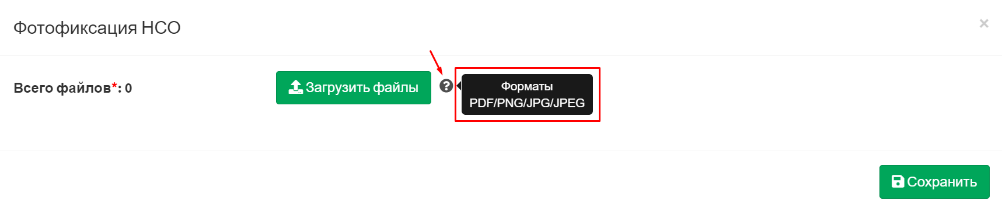 Фотофиксация НСО
×
Всего файлов*: 0
Загрузить файлы
?
Форматы
PDF/PNG/JPG/JPEG
Сохранить